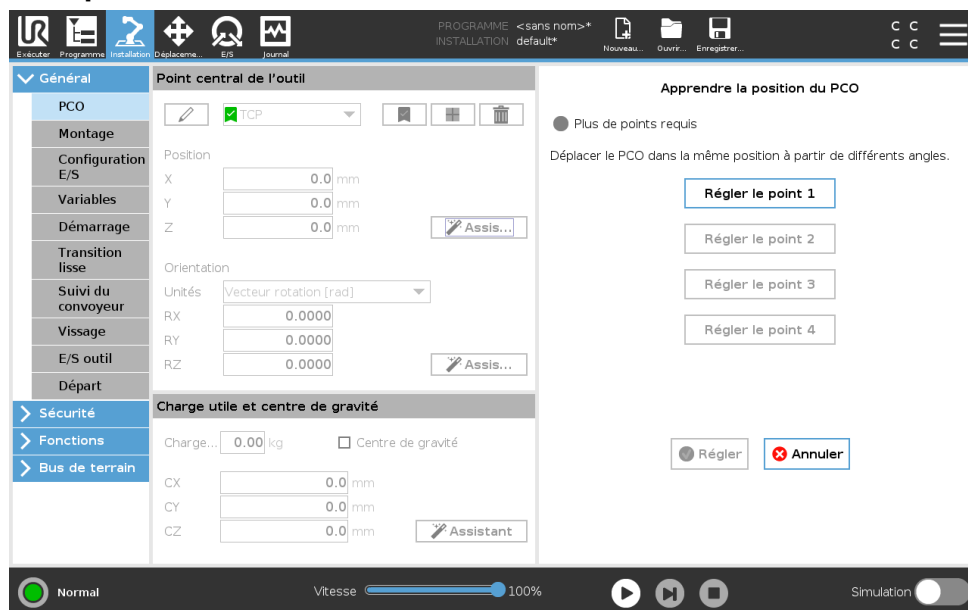 UR
PROGRAMME <sans nom>*
INSTALLATION default*
C C
C C
Exécuter Programme Installation Déplaceme... E/S Journal
Nouveau... Ouvrir... Enregistrer...
Général
PCO
Montage
Configuration
E/S
Variables
Démarrage
Transition
lisse
Suivi du
convoyeur
Vissage
E/S outil
Départ
Sécurité
Fonctions
Bus de terrain
Point central de l'outil
TCP
Position
X 0.0 mm
Y 0.0 mm
Z 0.0 mm Assis...
Orientation
Unités Vecteur rotation [rad]
RX 0.0000
RY 0.0000
RZ 0.0000 Assis...
Charge utile et centre de gravité
Charge... 0.00 kg Centre de gravité
CX 0.0 mm
CY 0.0 mm
CZ 0.0 mm Assistant
Apprendre la position du PCO
Plus de points requis
Déplacer le PCO dans la même position à partir de différents angles.
Régler le point 1
Régler le point 2
Régler le point 3
Régler le point 4
Régler Annuler
Normal Vitesse 100% Simulation